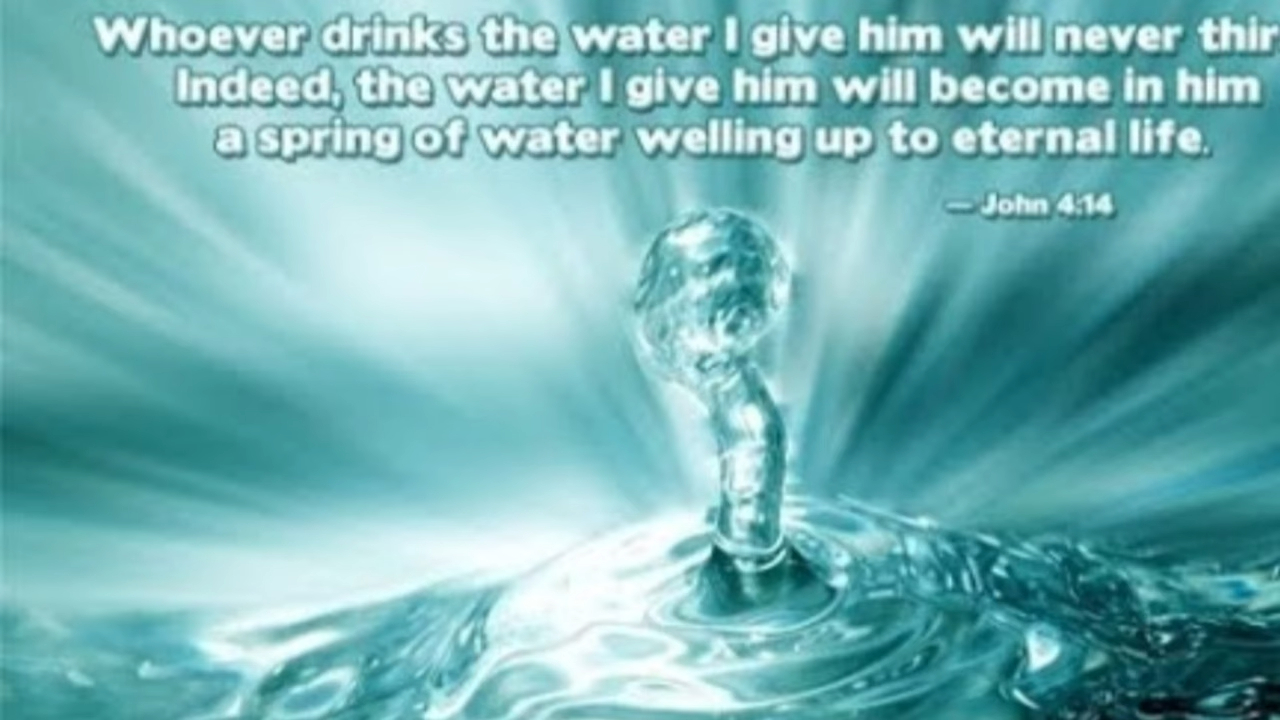 Whoever drinks the water I give him will never thir
Indeed, the water I give him will become in him
a spring of water welling up to eternal life.
— John 4:14